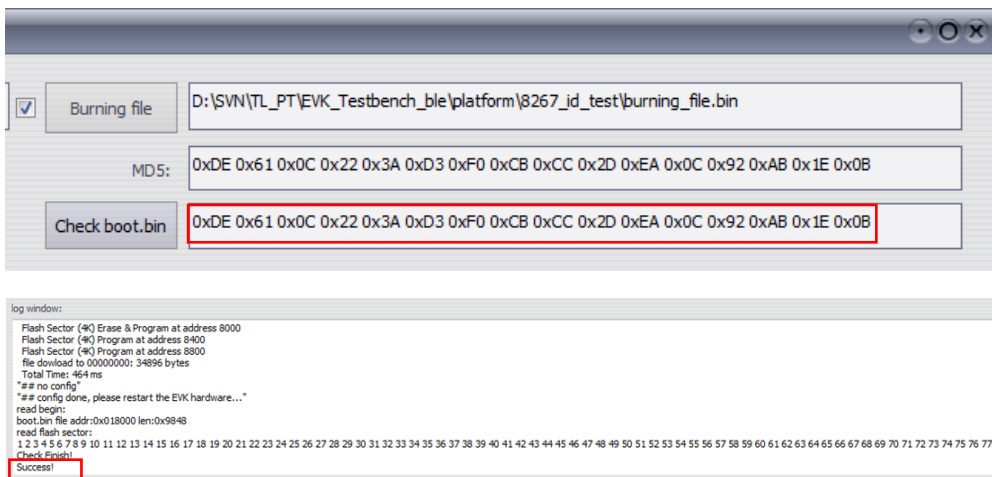 Burning file
D:\SVN\TL_PT\EVK_Testbench_ble\platform\8267_id_test\burning_file.bin
MD5:
0xDE 0x61 0x0C 0x22 0x3A 0xD3 0xF0 0xCB 0xCC 0x2D 0xEA 0x0C 0x92 0xAB 0x1E 0x0B
Check boot.bin
0xDE 0x61 0x0C 0x22 0x3A 0xD3 0xF0 0xCB 0xCC 0x2D 0xEA 0x0C 0x92 0xAB 0x1E 0x0B
log window:
Flash Sector (4K) Erase & Program at address 8000
Flash Sector (4K) Program at address 8400
Flash Sector (4K) Program at address 8800
file dowload to 00000000: 34896 bytes
Total Time: 464 ms
"## no config"
"## config done, please restart the EVK hardware..."
read begin:
boot.bin file addr:0x018000 len:0x9848
read flash sector:
1 2 3 4 5 6 7 8 9 10 11 12 13 14 15 16 17 18 19 20 21 22 23 24 25 26 27 28 29 30 31 32 33 34 35 36 37 38 39 40 41 42 43 44 45 46 47 48 49 50 51 52 53 54 55 56 57 58 59 60 61 62 63 64 65 66 67 68 69 70 71 72 73 74 75 76 77
Check Finish!
Success!